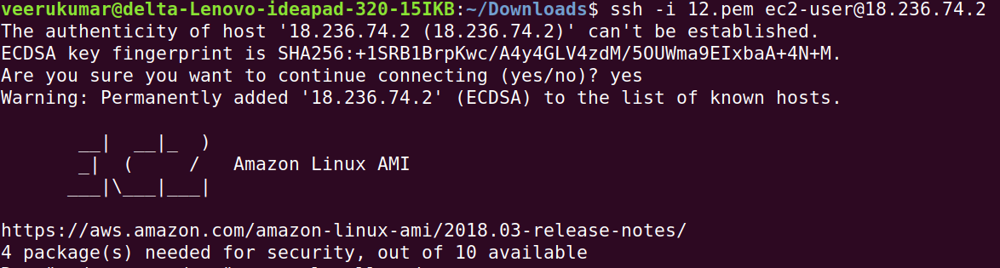 veerukumar@delta-Lenovo-ideapad-320-15IKB:~/Downloads$ ssh -i 12.pem ec2-user@18.236.74.2
The authenticity of host '18.236.74.2 (18.236.74.2)' can't be established.
ECDSA key fingerprint is SHA256:+1SRB1BrpKwc/A4y4GLV4zdM/5OUWma9EIxbaA+4N+M.
Are you sure you want to continue connecting (yes/no)? yes
Warning: Permanently added '18.236.74.2' (ECDSA) to the list of known hosts.
       __|  __|_  )
       _|  (     /   Amazon Linux AMI
      ___|\___|___|
https://aws.amazon.com/amazon-linux-ami/2018.03-release-notes/
4 package(s) needed for security, out of 10 available